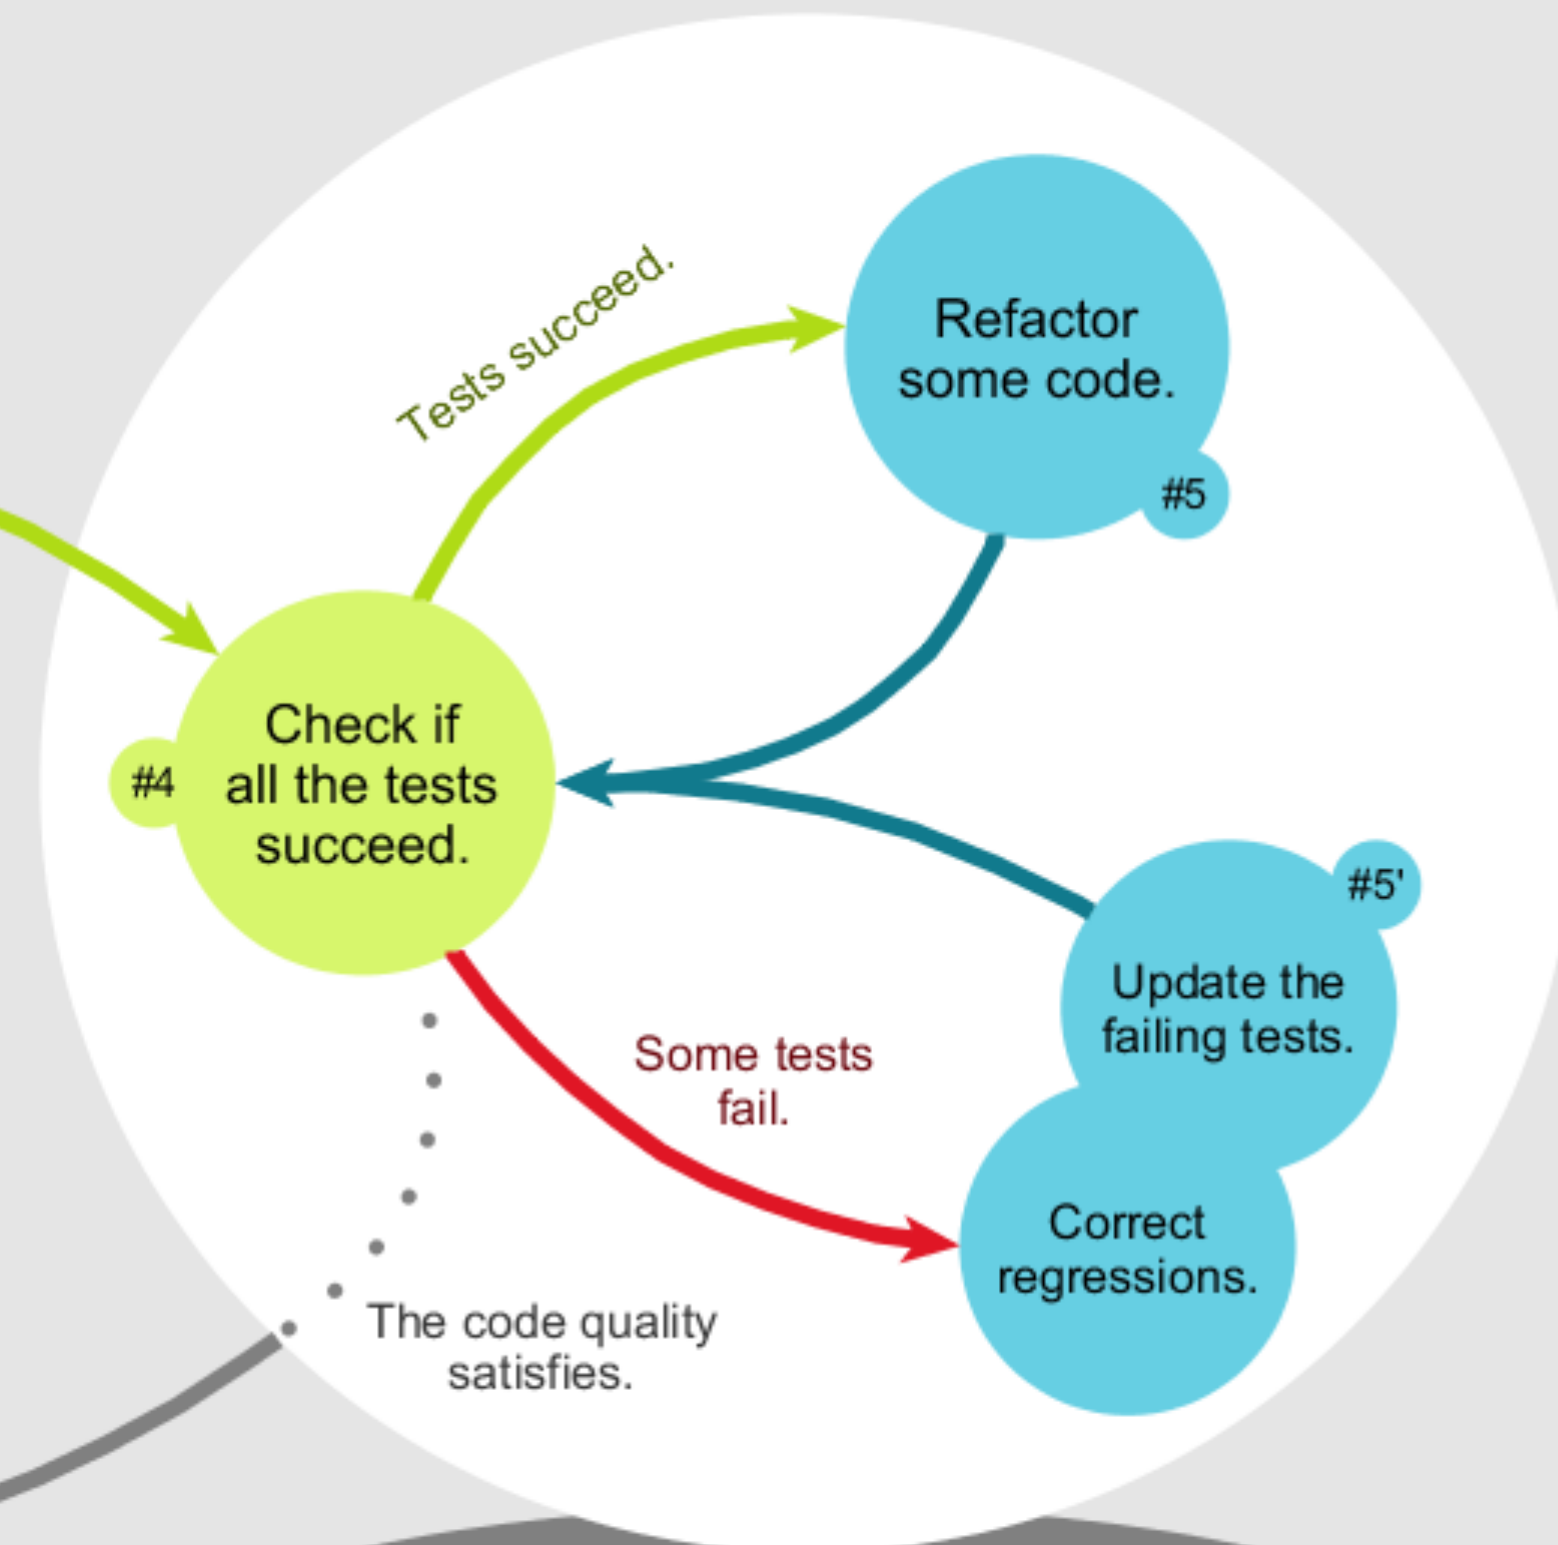 Tests succeed.
Refactor
some code.
#5
Check if
all the tests
succeed.
#4
#5'
Update the
failing tests.
Some tests
fail.
Correct
regressions.
The code quality
satisfies.